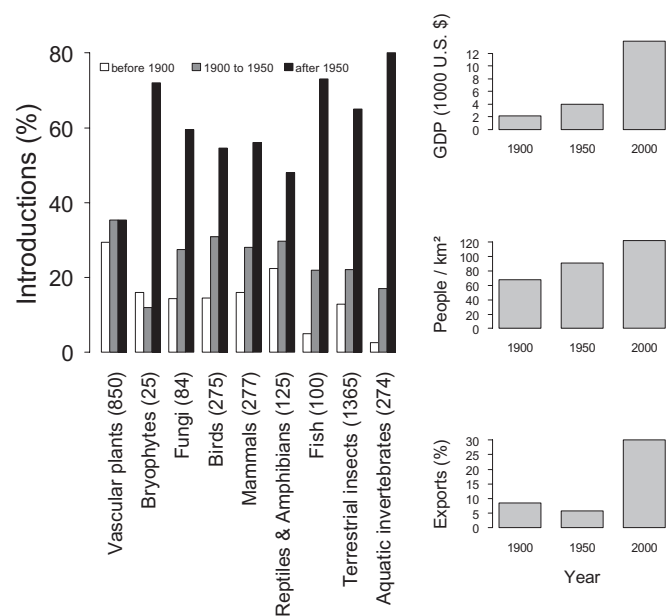 before 1900
1900 to 1950
after 1950
Introductions (%)
80
60
40
20
0
Vascular plants (850)
Bryophytes (25)
Fungi (84)
Birds (275)
Mammals (277)
Reptiles & Amphibians (125)
Fish (100)
Terrestrial insects (1365)
Aquatic invertebrates (274)
GDP (1000 U.S. $)
12
10
8
6
4
2
0
1900
1950
2000
People / km²
120
100
80
60
40
20
0
1900
1950
2000
Exports (%)
30
25
20
15
10
5
0
1900
1950
2000
Year